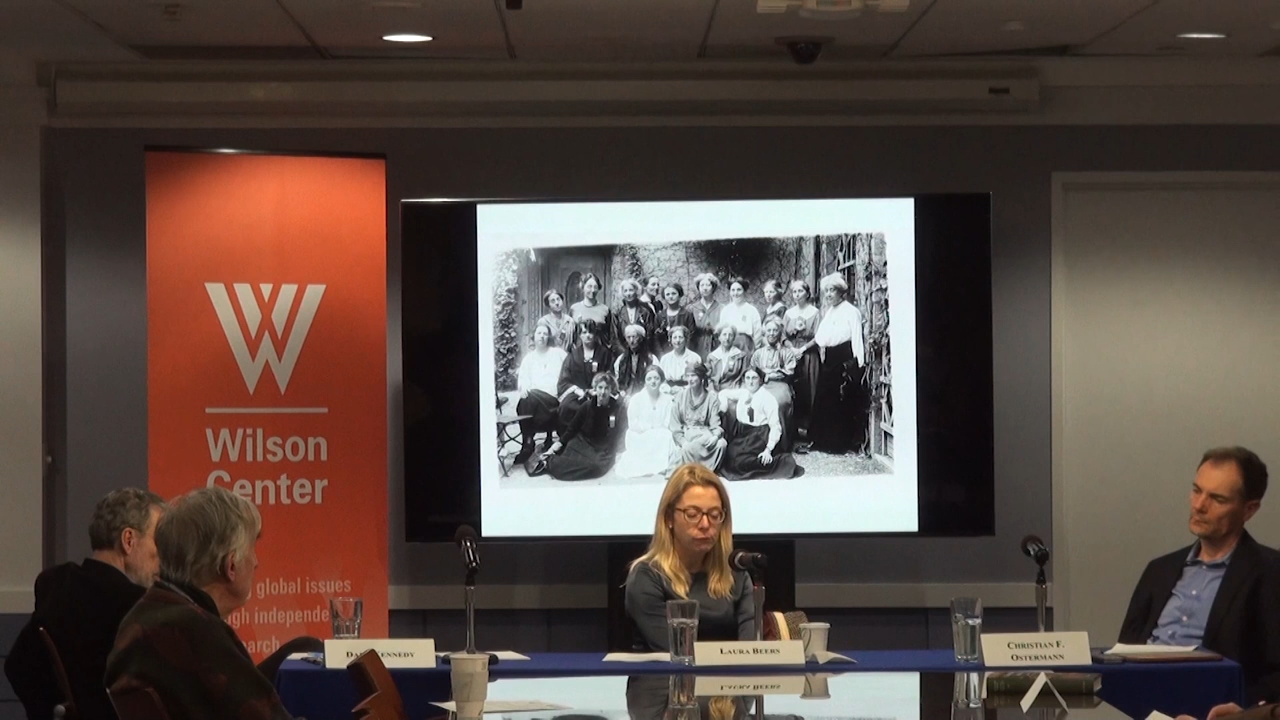 W
Wilson
Center
global issues
independe
LAURA BEERS
CHRISTIAN F.
OSTERMANN
KENNEDY